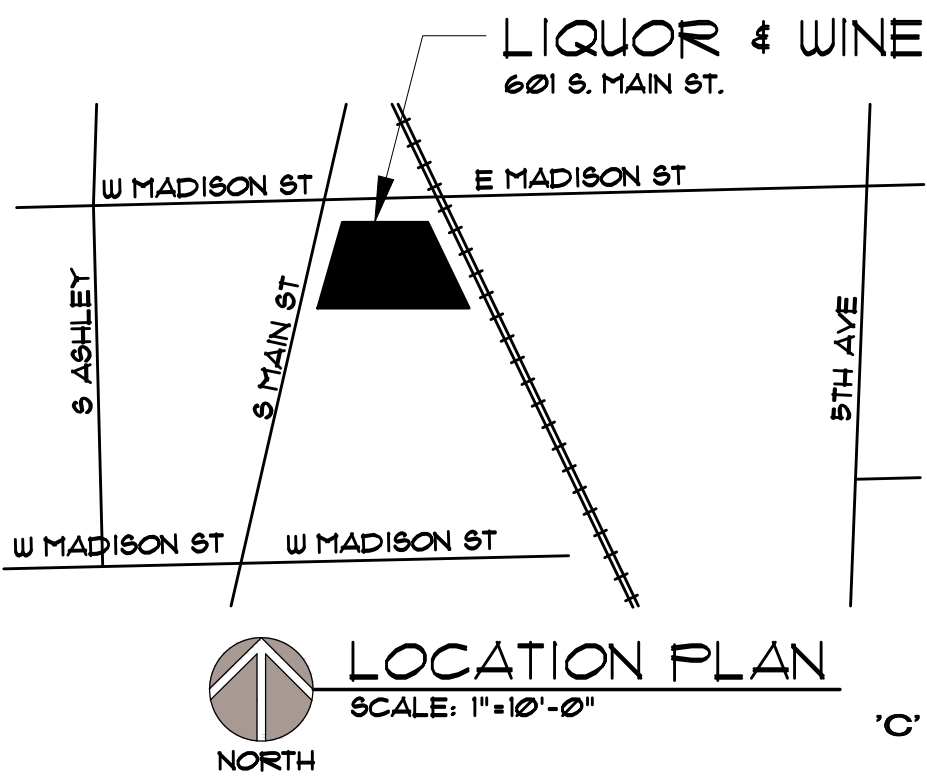 LIQUOR & WINE
601 S. MAIN ST.
W MADISON ST
E MADISON ST
S ASHLEY
S MAIN ST
5TH AVE
W MADISON ST
W MADISON ST
LOCATION PLAN
SCALE: 1"=10'-0"
'C'
NORTH